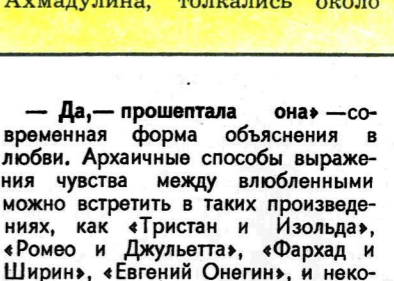 Ахмадулина, толкались около
— Да,— прошептала она» —со-
временная форма объяснения в
любви. Архаичные способы выраже-
ния чувства между влюбленными
можно встретить в таких произведе-
ниях, как «Тристан и Изольда»,
«Ромео и Джульетта», «Фархад и
Ширин», «Евгений Онегин», и неко-